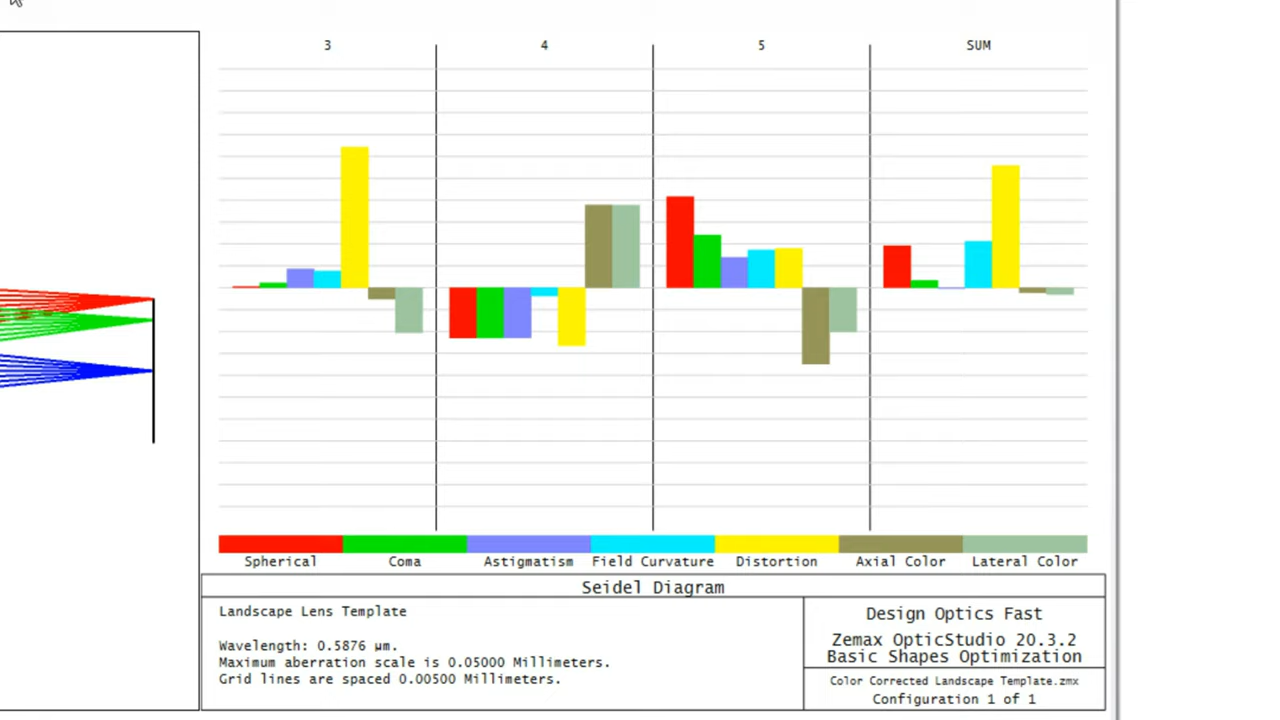 3 4 5 SUM
Spherical Coma Astigmatism Field Curvature Distortion Axial Color Lateral Color
Seidel Diagram
Landscape Lens Template
Wavelength: 0.5876 µm.
Maximum aberration scale is 0.05000 Millimeters.
Grid lines are spaced 0.00500 Millimeters.
Design Optics Fast
Zemax OpticStudio 20.3.2
Basic Shapes Optimization
Color Corrected Landscape Template.zmx
Configuration 1 of 1